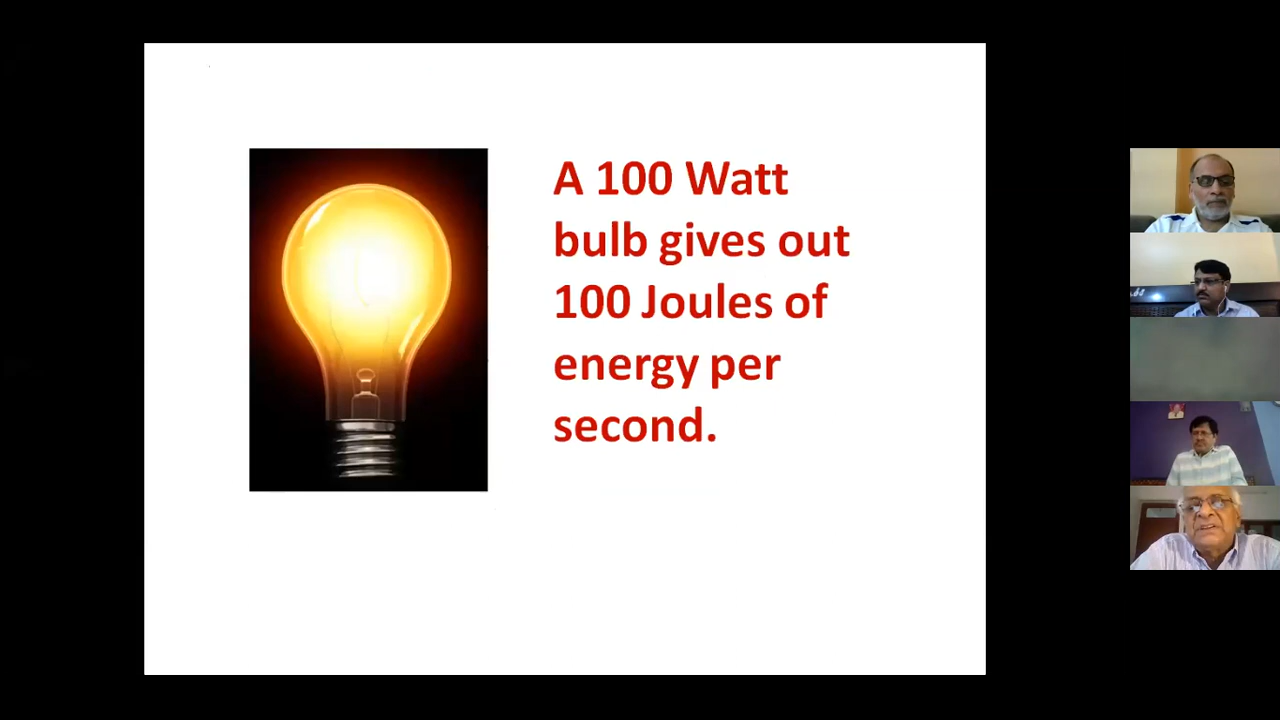 A 100 Watt
bulb gives out
100 Joules of
energy per
second.